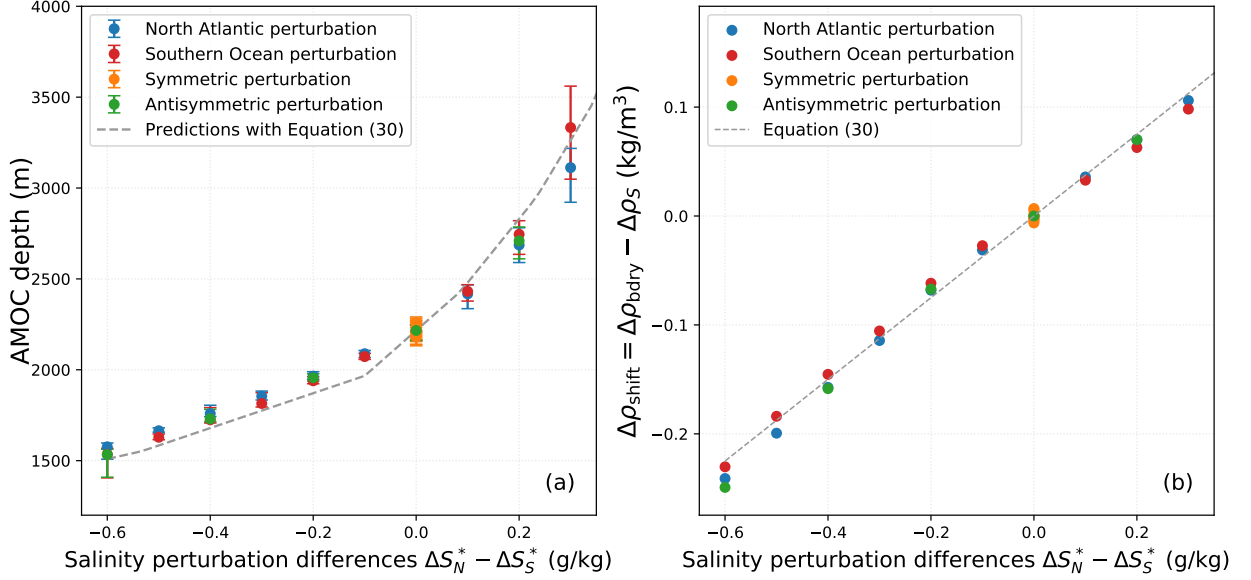 4000
3500
3000
2500
2000
1500
AMOC depth (m)
North Atlantic perturbation
Southern Ocean perturbation
Symmetric perturbation
Antisymmetric perturbation
Predictions with Equation (30)
(a)
−0.6 −0.4 −0.2 0.0 0.2
Salinity perturbation differences ΔS*_N − ΔS*_S (g/kg)
0.1
0.0
−0.1
−0.2
Δρ_shift = Δρ_bdry − Δρ_S (kg/m³)
North Atlantic perturbation
Southern Ocean perturbation
Symmetric perturbation
Antisymmetric perturbation
Equation (30)
(b)
−0.6 −0.4 −0.2 0.0 0.2
Salinity perturbation differences ΔS*_N − ΔS*_S (g/kg)